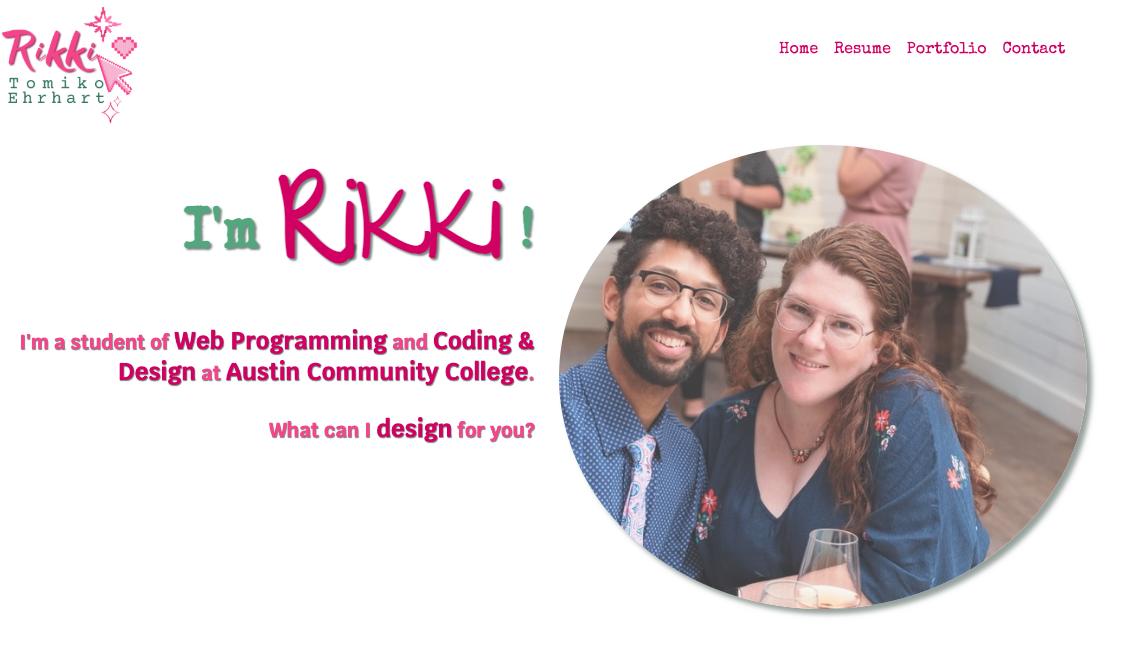 Rikki
Tomiko
Ehrhart
Home Resume Portfolio Contact
I'm Rikki !
I'm a student of Web Programming and Coding &
Design at Austin Community College.
What can I design for you?